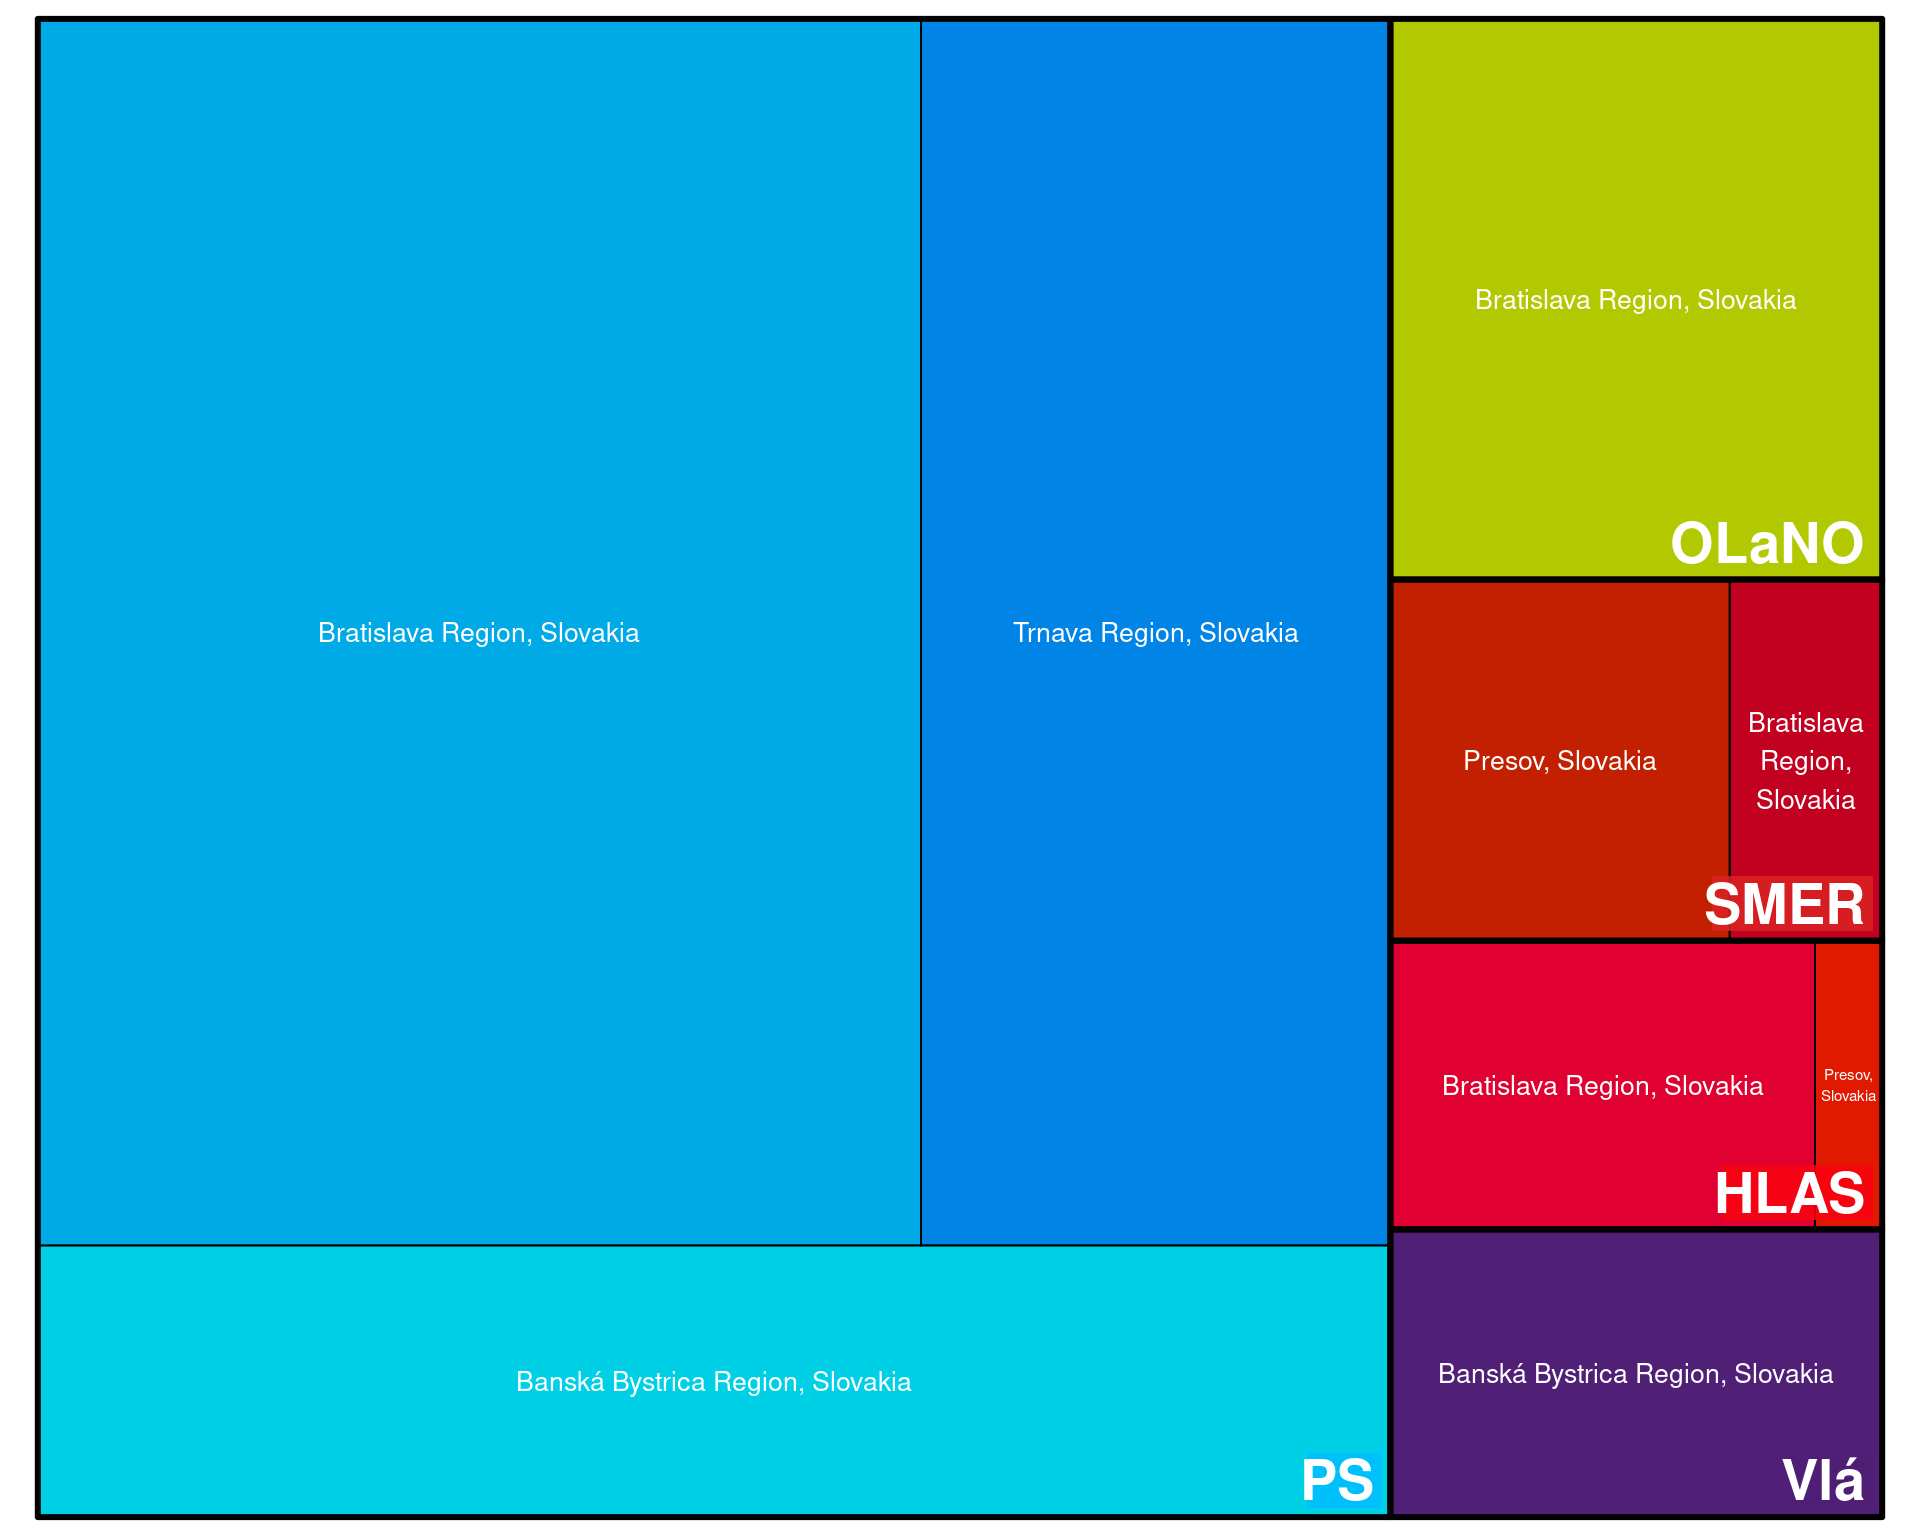 Bratislava Region, Slovakia
Trnava Region, Slovakia
Banská Bystrica Region, Slovakia
PS
Bratislava Region, Slovakia
OLaNO
Presov, Slovakia
Bratislava
Region,
Slovakia
SMER
Bratislava Region, Slovakia
Presov,
Slovakia
HLAS
Banská Bystrica Region, Slovakia
Vlá